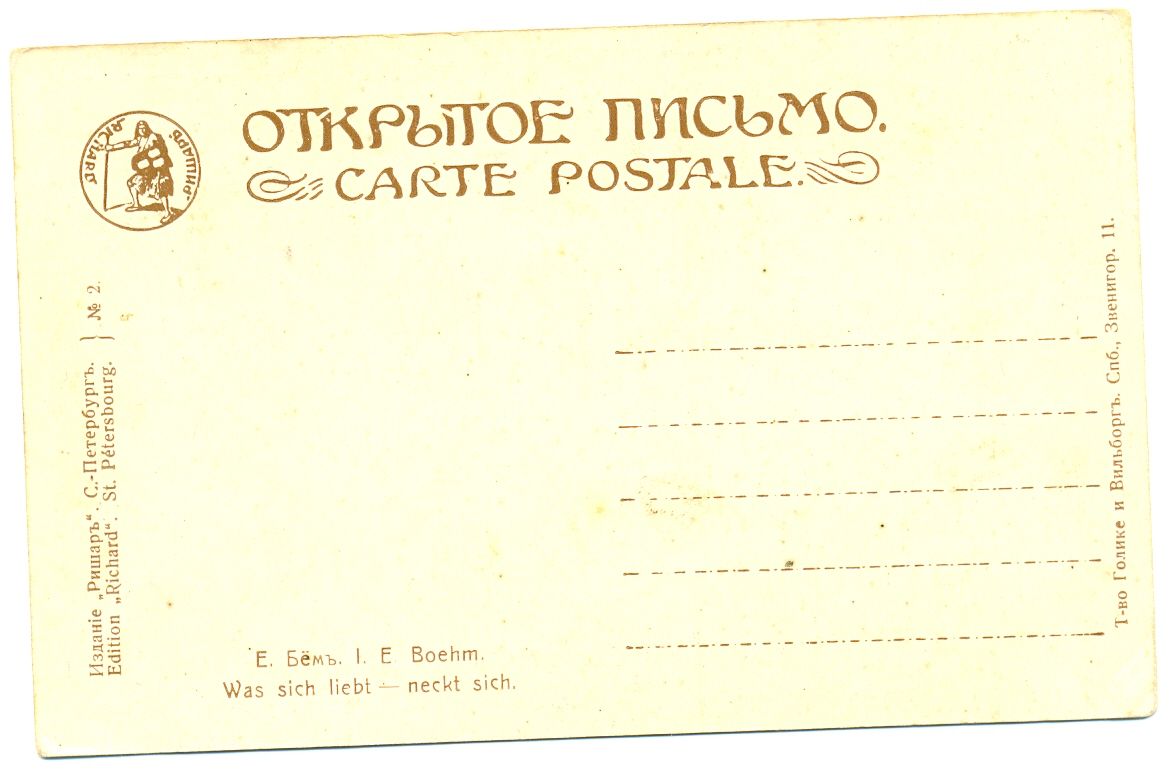 ОТКРЫТОЕ ПИСЬМО.
CARTE POSTALE.
„RICHARD“ „РИШАРЪ“
Изданіе „Ришаръ“. С.-Петербургъ. } № 2.
Edition „Richard“. St. Pétersbourg.
Е. Бёмъ. I. E Boehm.
Was sich liebt — neckt sich.
Т-во Голике и Вильборгъ. Спб., Звенигор. 11.